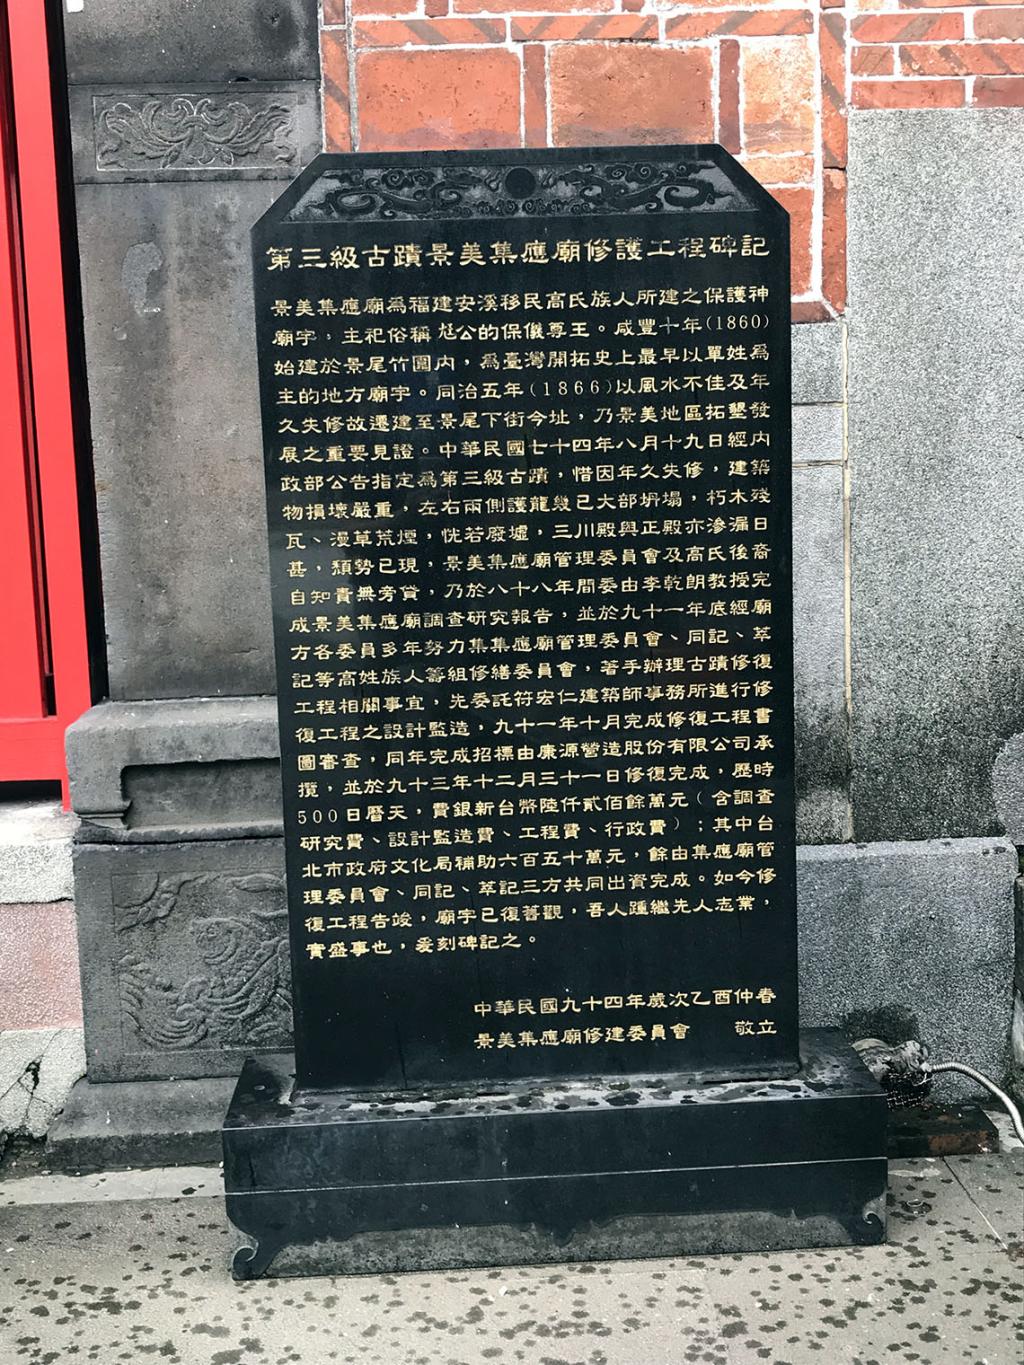 第三級古蹟景美集應廟修護工程碑記
景美集應廟為福建安溪移民高氏族人所建之保護神
廟宇，主祀俗稱尪公的保儀尊王。咸豐十年(1860)
始建於景尾竹圍內，為臺灣開拓史上最早以單姓為
主的地方廟宇。同治五年(1866)以風水不佳及年
久失修故遷建至景尾下街今址，乃景美地區拓墾發
展之重要見證。中華民國七十四年八月十九日經內
政部公告指定為第三級古蹟，惜因年久失修，建築
物損壞嚴重，左右兩側護龍幾已大部坍塌，朽木殘
瓦、漫草荒煙，恍若廢墟，三川殿與正殿亦滲漏日
甚，頹勢已現，景美集應廟管理委員會及高氏後裔
自知責無旁貸，乃於八十八年間委由李乾朗教授完
成景美集應廟調查研究報告，並於九十一年底經廟
方各委員多年努力集集應廟管理委員會、同記、萃
記等高姓族人籌組修繕委員會，著手辦理古蹟修復
工程相關事宜，先委託符宏仁建築師事務所進行修
復工程之設計監造，九十一年十月完成修復工程書
圖審查，同年完成招標由康源營造股份有限公司承
攬，並於九十三年十二月三十一日修復完成，歷時
500日曆天，費銀新台幣陸仟貳佰餘萬元（含調查
研究費、設計監造費、工程費、行政費）；其中台
北市政府文化局補助六百五十萬元，餘由集應廟管
理委員會、同記、萃記三方共同出資完成。如今修
復工程告竣，廟宇已復舊觀，吾人踵繼先人志業，
實盛事也，爰刻碑記之。
中華民國九十四年歲次乙酉仲春
景美集應廟修建委員會　敬立